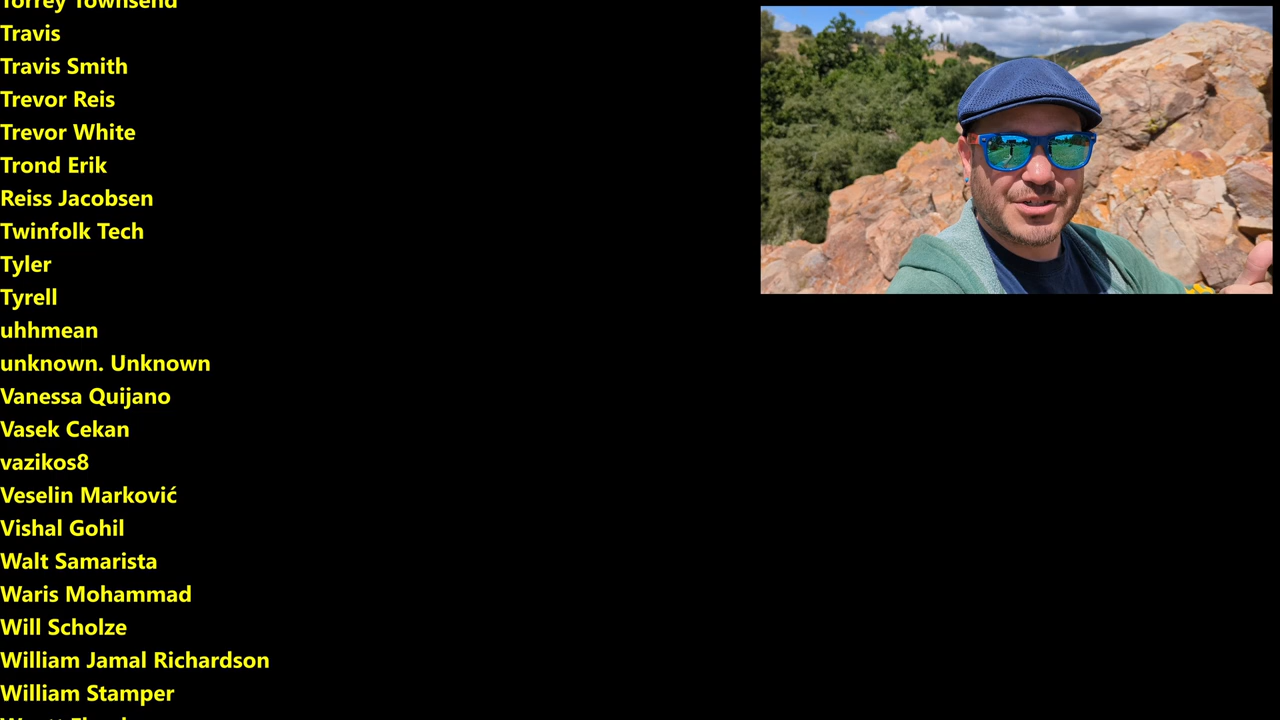 Torrey Townsend
Travis
Travis Smith
Trevor Reis
Trevor White
Trond Erik
Reiss Jacobsen
Twinfolk Tech
Tyler
Tyrell
uhhmean
unknown. Unknown
Vanessa Quijano
Vasek Cekan
vazikos8
Veselin Marković
Vishal Gohil
Walt Samarista
Waris Mohammad
Will Scholze
William Jamal Richardson
William Stamper